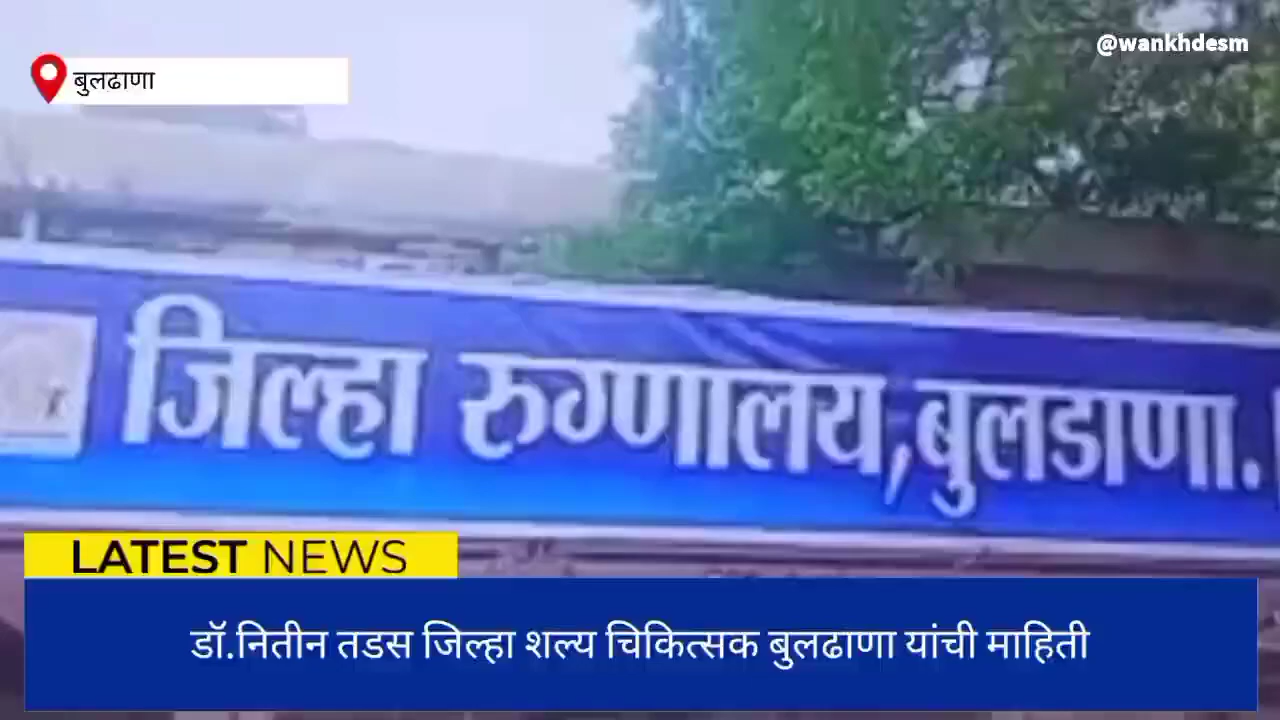 @wankhdesm
बुलढाणा
जिल्हा रुग्णालय,बुलडाणा.
LATEST NEWS
डॉ.नितीन तडस जिल्हा शल्य चिकित्सक बुलढाणा यांची माहिती